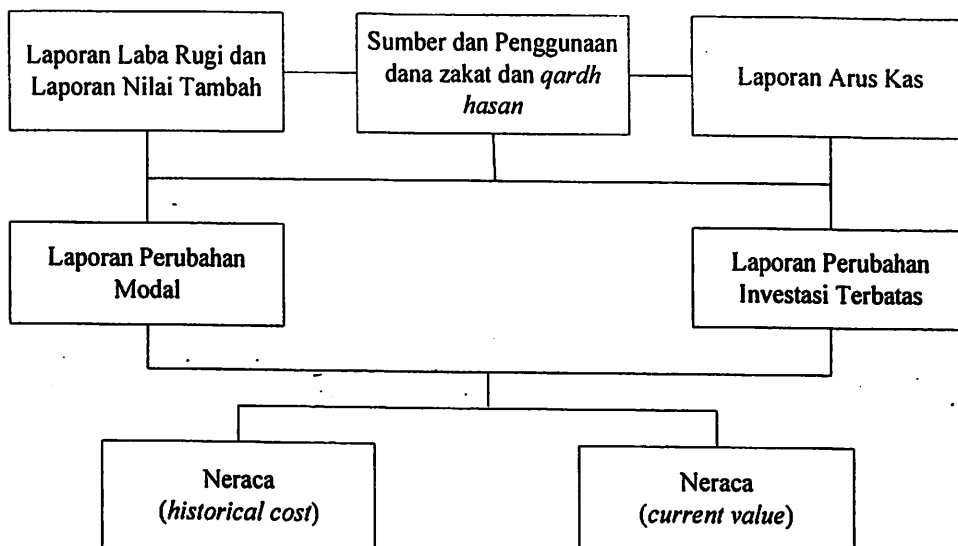 Laporan Laba Rugi dan
Laporan Nilai Tambah
Sumber dan Penggunaan
dana zakat dan qardh
hasan
Laporan Arus Kas
Laporan Perubahan
Modal
Laporan Perubahan
Investasi Terbatas
Neraca
(historical cost)
Neraca
(current value)